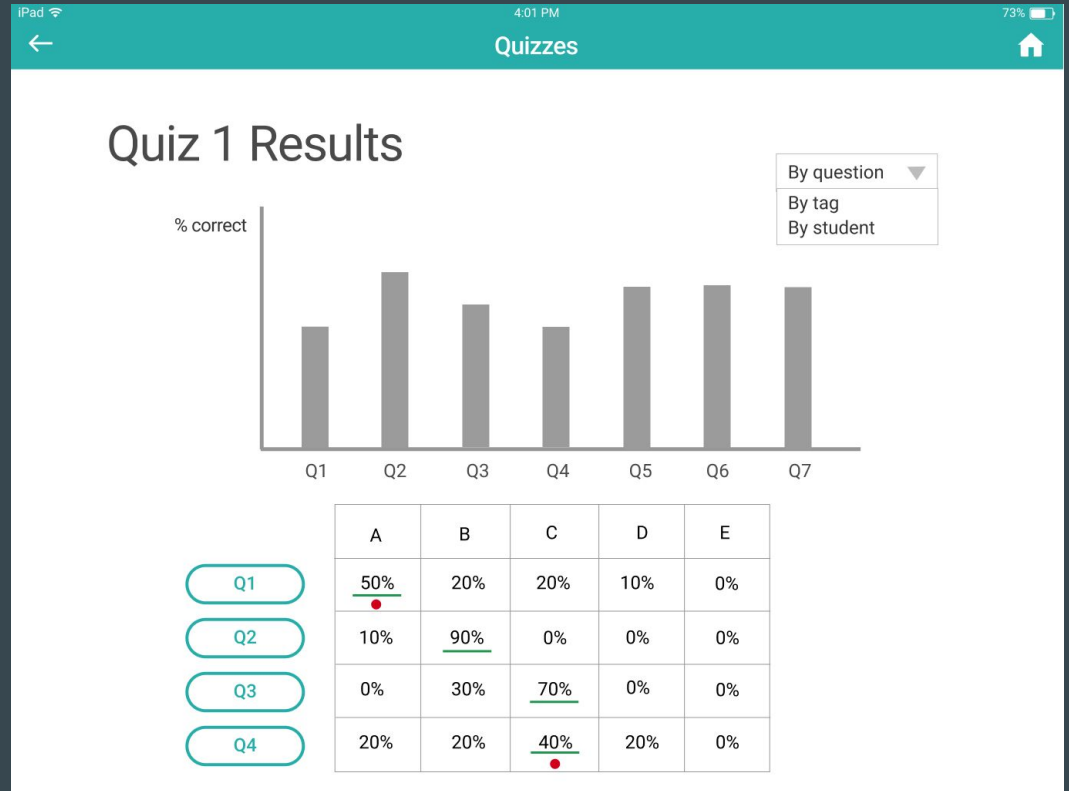 iPad 4:01 PM 73%
Quizzes
Quiz 1 Results
By question
By tag
By student
% correct
Q1 Q2 Q3 Q4 Q5 Q6 Q7
A B C D E
Q1 50% 20% 20% 10% 0%
Q2 10% 90% 0% 0% 0%
Q3 0% 30% 70% 0% 0%
Q4 20% 20% 40% 20% 0%